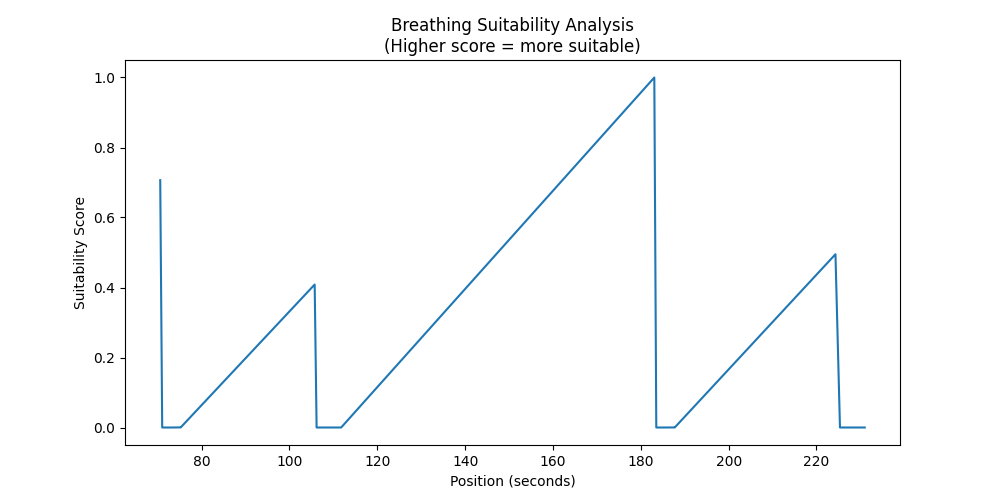 Breathing Suitability Analysis
(Higher score = more suitable)
1.0
0.8
0.6
0.4
0.2
0.0
Suitability Score
80 100 120 140 160 180 200 220
Position (seconds)